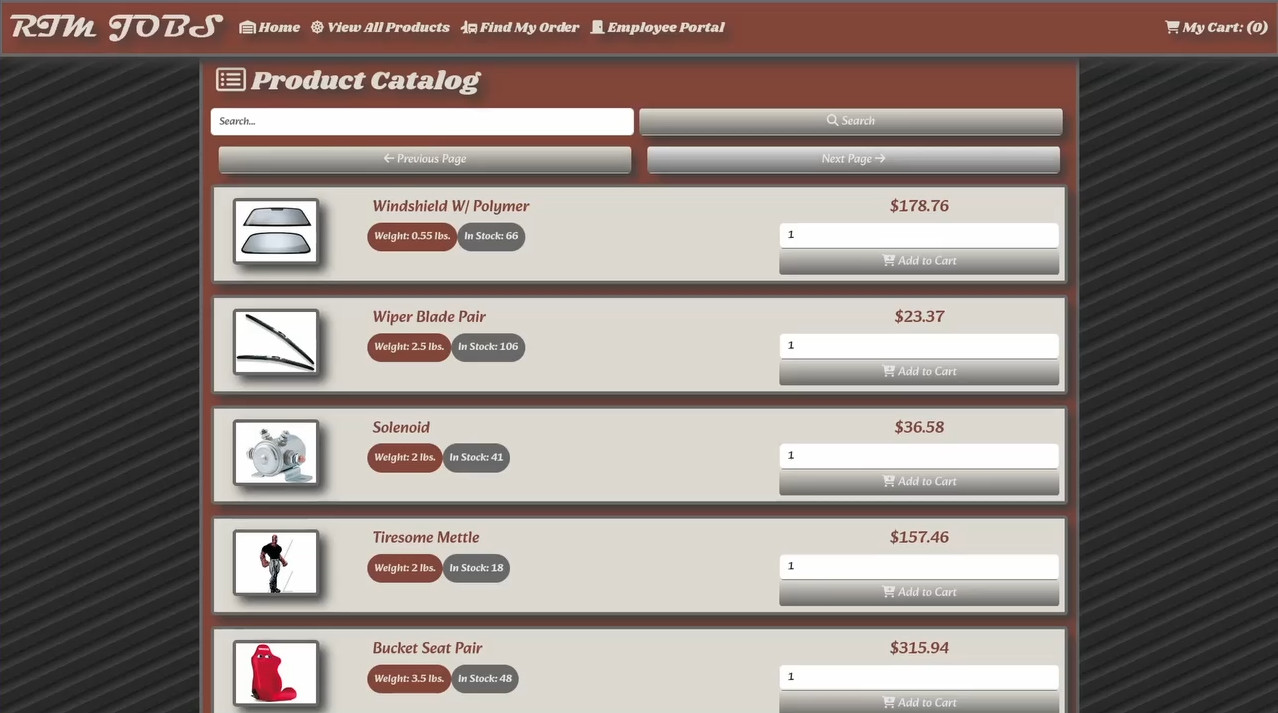 RIM JOBS Home View All Products Find My Order Employee Portal My Cart: (0)
Product Catalog
Search... Search
Previous Page Next Page
Windshield W/ Polymer $178.76
Weight: 0.55 lbs. In Stock: 66 1
Add to Cart
Wiper Blade Pair $23.37
Weight: 2.5 lbs. In Stock: 106 1
Add to Cart
Solenoid $36.58
Weight: 2 lbs. In Stock: 41 1
Add to Cart
Tiresome Mettle $157.46
Weight: 2 lbs. In Stock: 18 1
Add to Cart
Bucket Seat Pair $315.94
Weight: 3.5 lbs. In Stock: 48 1
Add to Cart